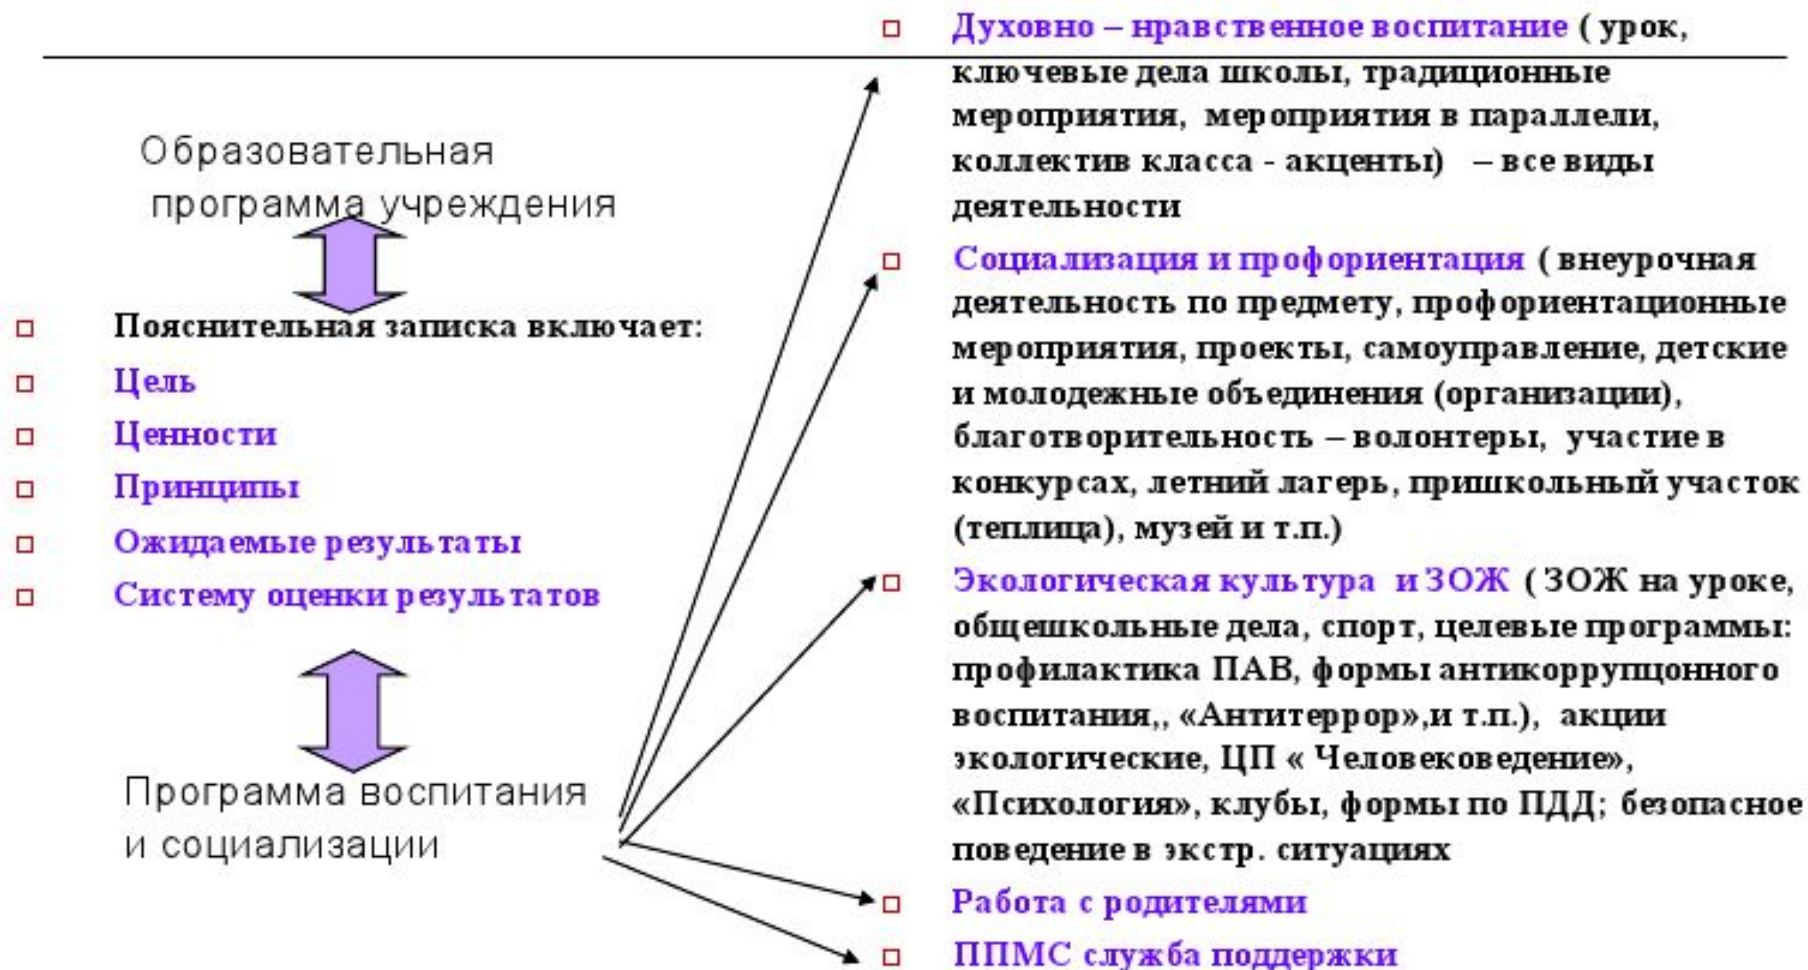 Образовательная
программа учреждения
Пояснительная записка включает:
Цель
Ценности
Принципы
Ожидаемые результаты
Систему оценки результатов
Программа воспитания
и социализации
Духовно – нравственное воспитание ( урок,
ключевые дела школы, традиционные
мероприятия, мероприятия в параллели,
коллектив класса - акценты) – все виды
деятельности
Социализация и профориентация ( внеурочная
деятельность по предмету, профориентационные
мероприятия, проекты, самоуправление, детские
и молодежные объединения (организации),
благотворительность – волонтеры, участие в
конкурсах, летний лагерь, пришкольный участок
(теплица), музей и т.п.)
Экологическая культура и ЗОЖ ( ЗОЖ на уроке,
общешкольные дела, спорт, целевые программы:
профилактика ПАВ, формы антикоррупцонного
воспитания,, «Антитеррор»,и т.п.), акции
экологические, ЦП « Человековедение»,
«Психология», клубы, формы по ПДД; безопасное
поведение в экстр. ситуациях
Работа с родителями
ППМС служба поддержки